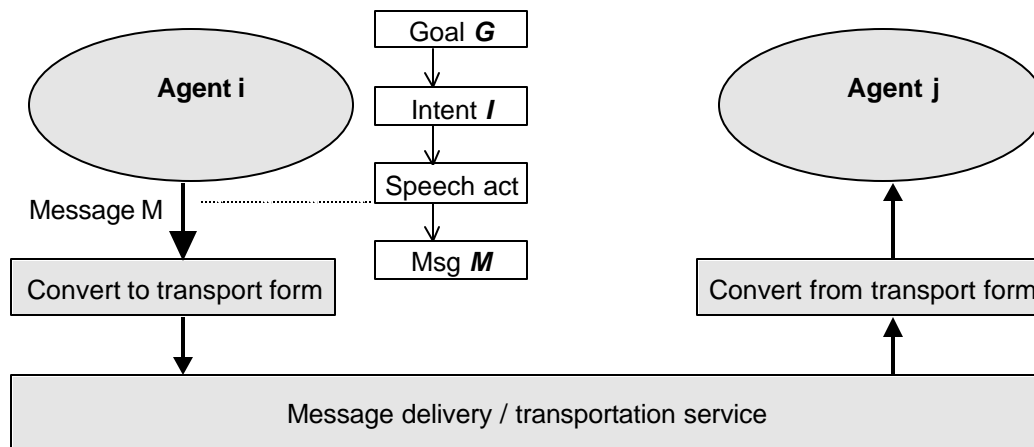 Goal G
Agent i
Agent j
Intent I
Speech act
Message M
Msg M
Convert to transport form
Convert from transport form
Message delivery / transportation service